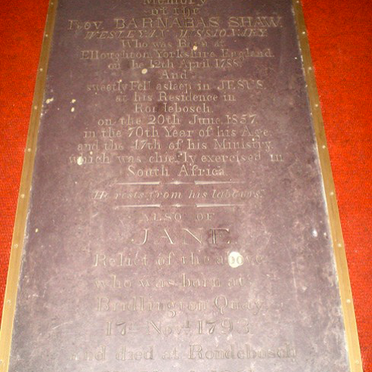 Memory
of the
Rev. BARNABAS SHAW
WESLEYAN MISSIONARY
Who was Born at
Elloughton, Yorkshire England
on the 12th April 1788
And
sweetly Fell asleep in JESUS
at his Residence in
Rondebosch
on the 20th June 1857
in the 70th Year of his Age
and the 47th of his Ministry
which was chiefly exercised in
South Africa
He rests from his labours
ALSO OF
JANE
Relict of the above
who was born at
Quay
17 Novr 1793
and died at Rondebosch